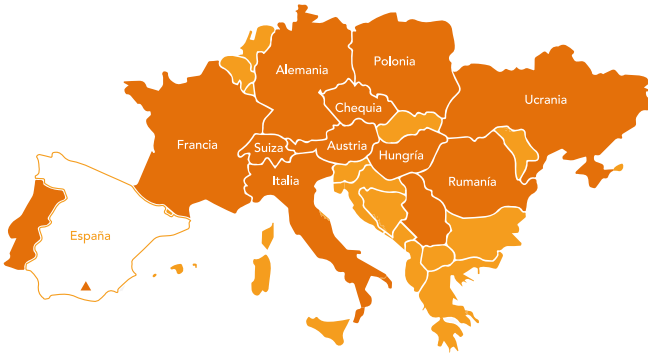 Alemania
Polonia
Ucrania
Chequia
Francia
Suiza
Austria
Hungría
Italia
Rumanía
España